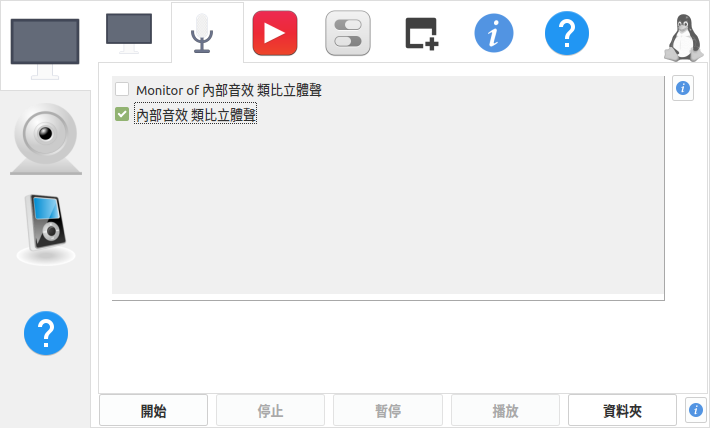 Monitor of 內部音效 類比立體聲
內部音效 類比立體聲
開始
停止
暫停
播放
資料夾